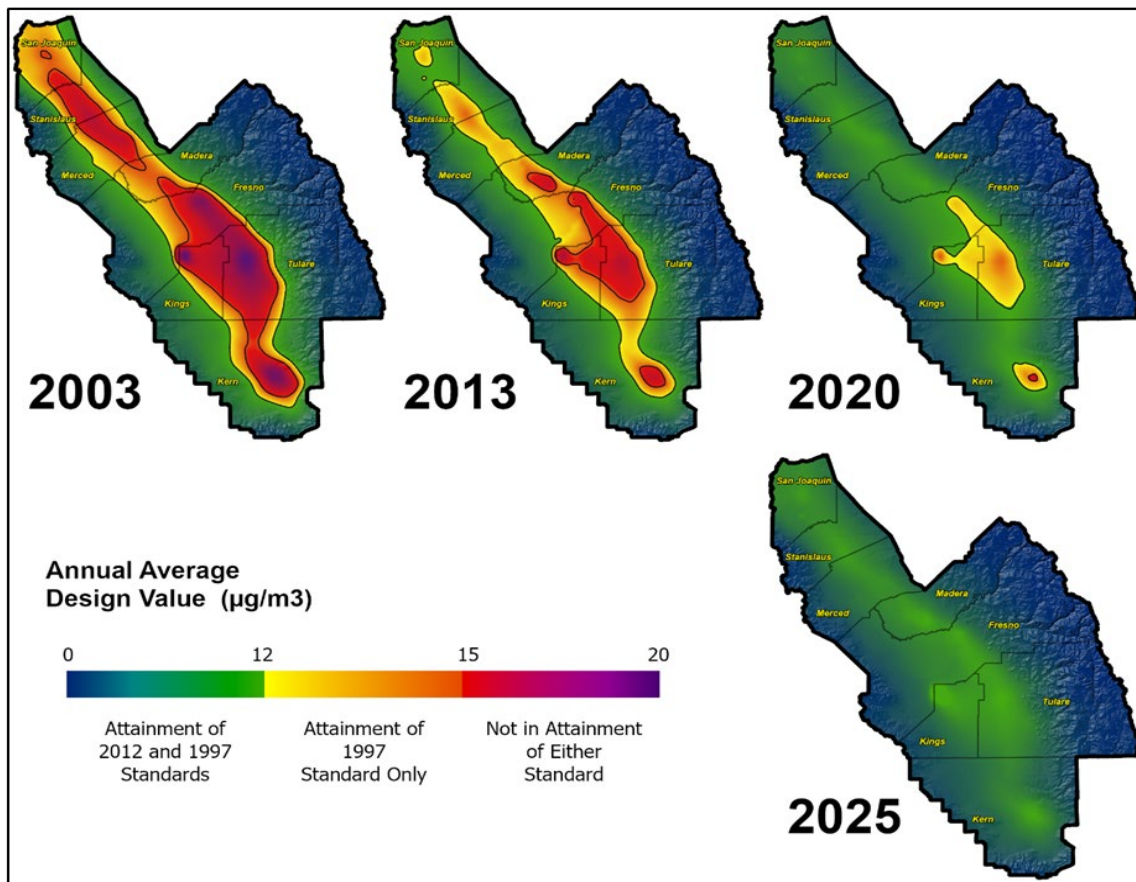 San Joaquin
Stanislaus
Merced
Madera
Fresno
Tulare
Kings
Kern
2003
San Joaquin
Stanislaus
Merced
Madera
Fresno
Tulare
Kings
Kern
2013
San Joaquin
Stanislaus
Merced
Madera
Fresno
Tulare
Kings
Kern
2020
San Joaquin
Stanislaus
Merced
Madera
Fresno
Tulare
Kings
Kern
2025
Annual Average
Design Value (µg/m3)
0 12 15 20
Attainment of
2012 and 1997
Standards
Attainment of
1997
Standard Only
Not in Attainment
of Either
Standard